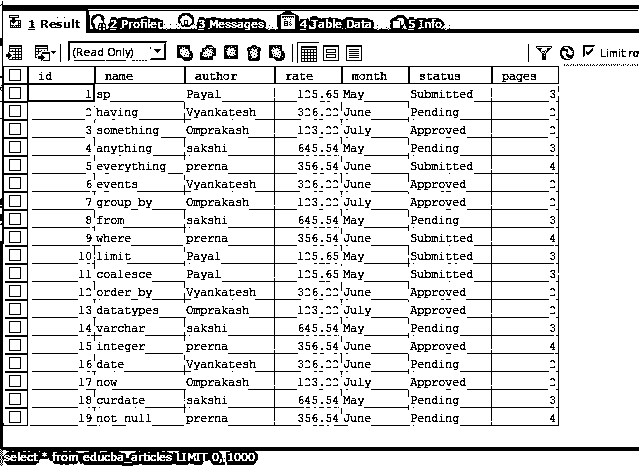 1 Result 2 Profiler 3 Messages 4 Table Data 5 Info
(Read Only) Limit ro
id name author rate month status pages
1 sp Payal 125.65 May Submitted 3
2 having Vyankatesh 326.22 June Pending 2
3 something Omprakash 123.22 July Approved 2
4 anything sakshi 645.54 May Pending 3
5 everything prerna 356.54 June Submitted 4
6 events Vyankatesh 326.22 June Approved 2
7 group_by Omprakash 123.22 July Approved 2
8 from sakshi 645.54 May Pending 3
9 where prerna 356.54 June Submitted 4
10 limit Payal 125.65 May Submitted 3
11 coalesce Payal 125.65 May Submitted 3
12 order_by Vyankatesh 326.22 June Approved 2
13 datatypes Omprakash 123.22 July Approved 2
14 varchar sakshi 645.54 May Pending 3
15 integer prerna 356.54 June Approved 4
16 date Vyankatesh 326.22 June Pending 2
17 now Omprakash 123.22 July Approved 2
18 curdate sakshi 645.54 May Pending 3
19 not null prerna 356.54 June Pending 4
select * from educba_articles LIMIT 0, 1000